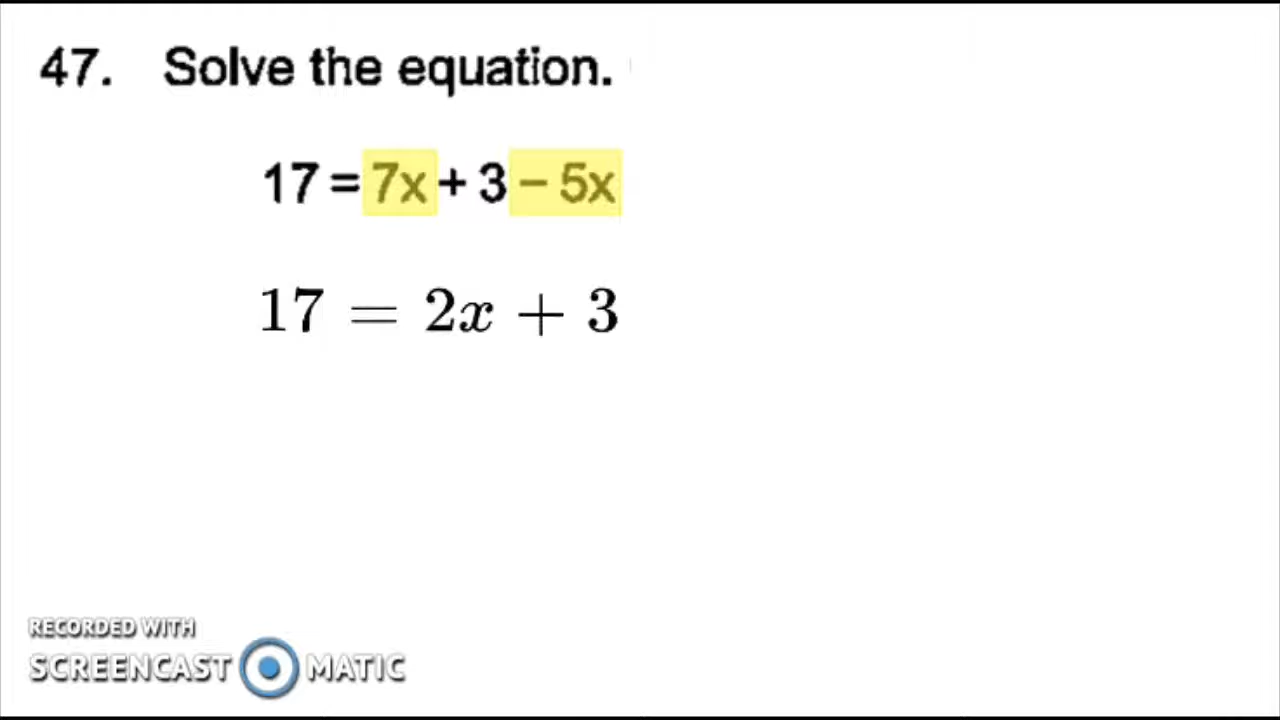 47. Solve the equation.
17 = 7x + 3 − 5x
17 = 2x + 3
RECORDED WITH
SCREENCAST MATIC